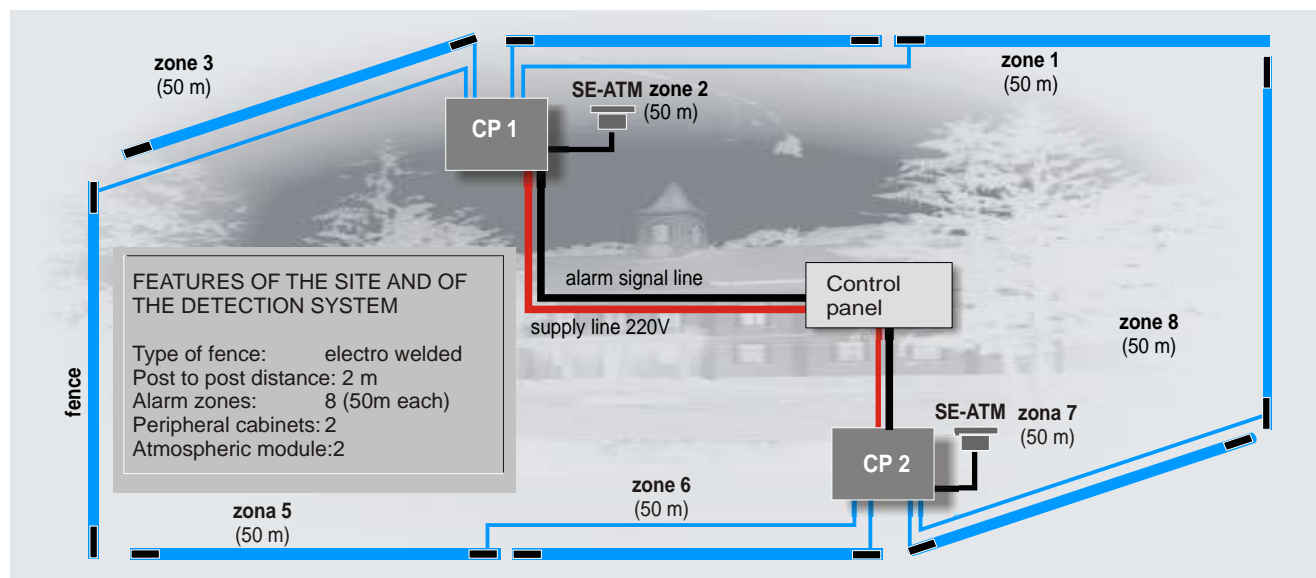 zone 3
(50 m)
zone 1
(50 m)
SE-ATM zone 2
(50 m)
CP 1
FEATURES OF THE SITE AND OF
THE DETECTION SYSTEM
Type of fence: electro welded
Post to post distance: 2 m
Alarm zones: 8 (50m each)
Peripheral cabinets: 2
Atmospheric module:2
fence
alarm signal line
supply line 220V
Control
panel
zone 8
(50 m)
SE-ATM zona 7
(50 m)
CP 2
zone 6
(50 m)
zona 5
(50 m)